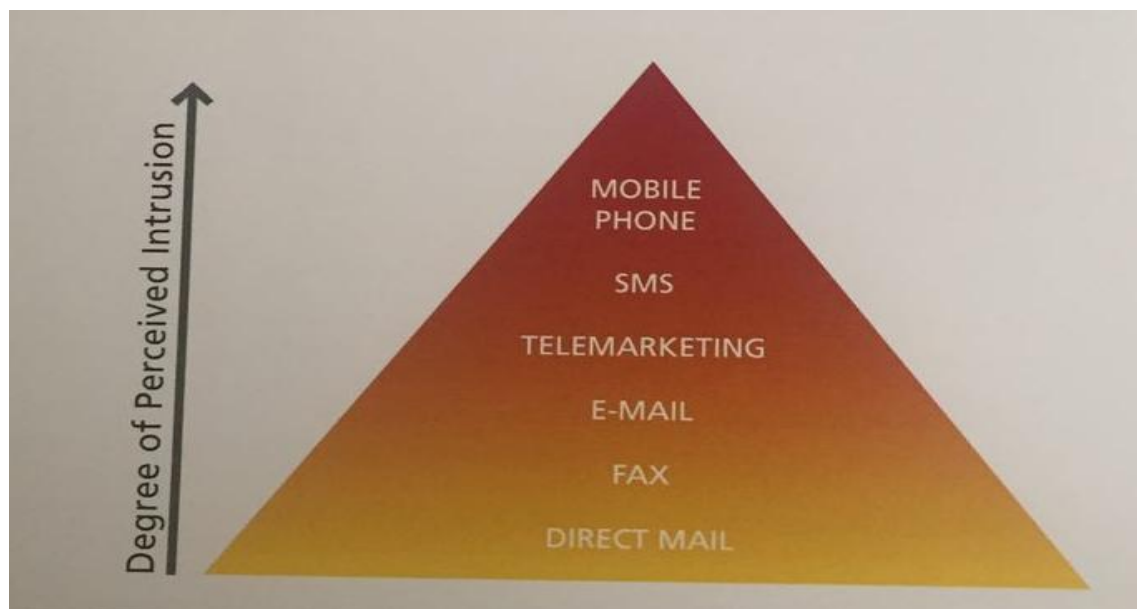 Degree of Perceived Intrusion
MOBILE
PHONE
SMS
TELEMARKETING
E-MAIL
FAX
DIRECT MAIL